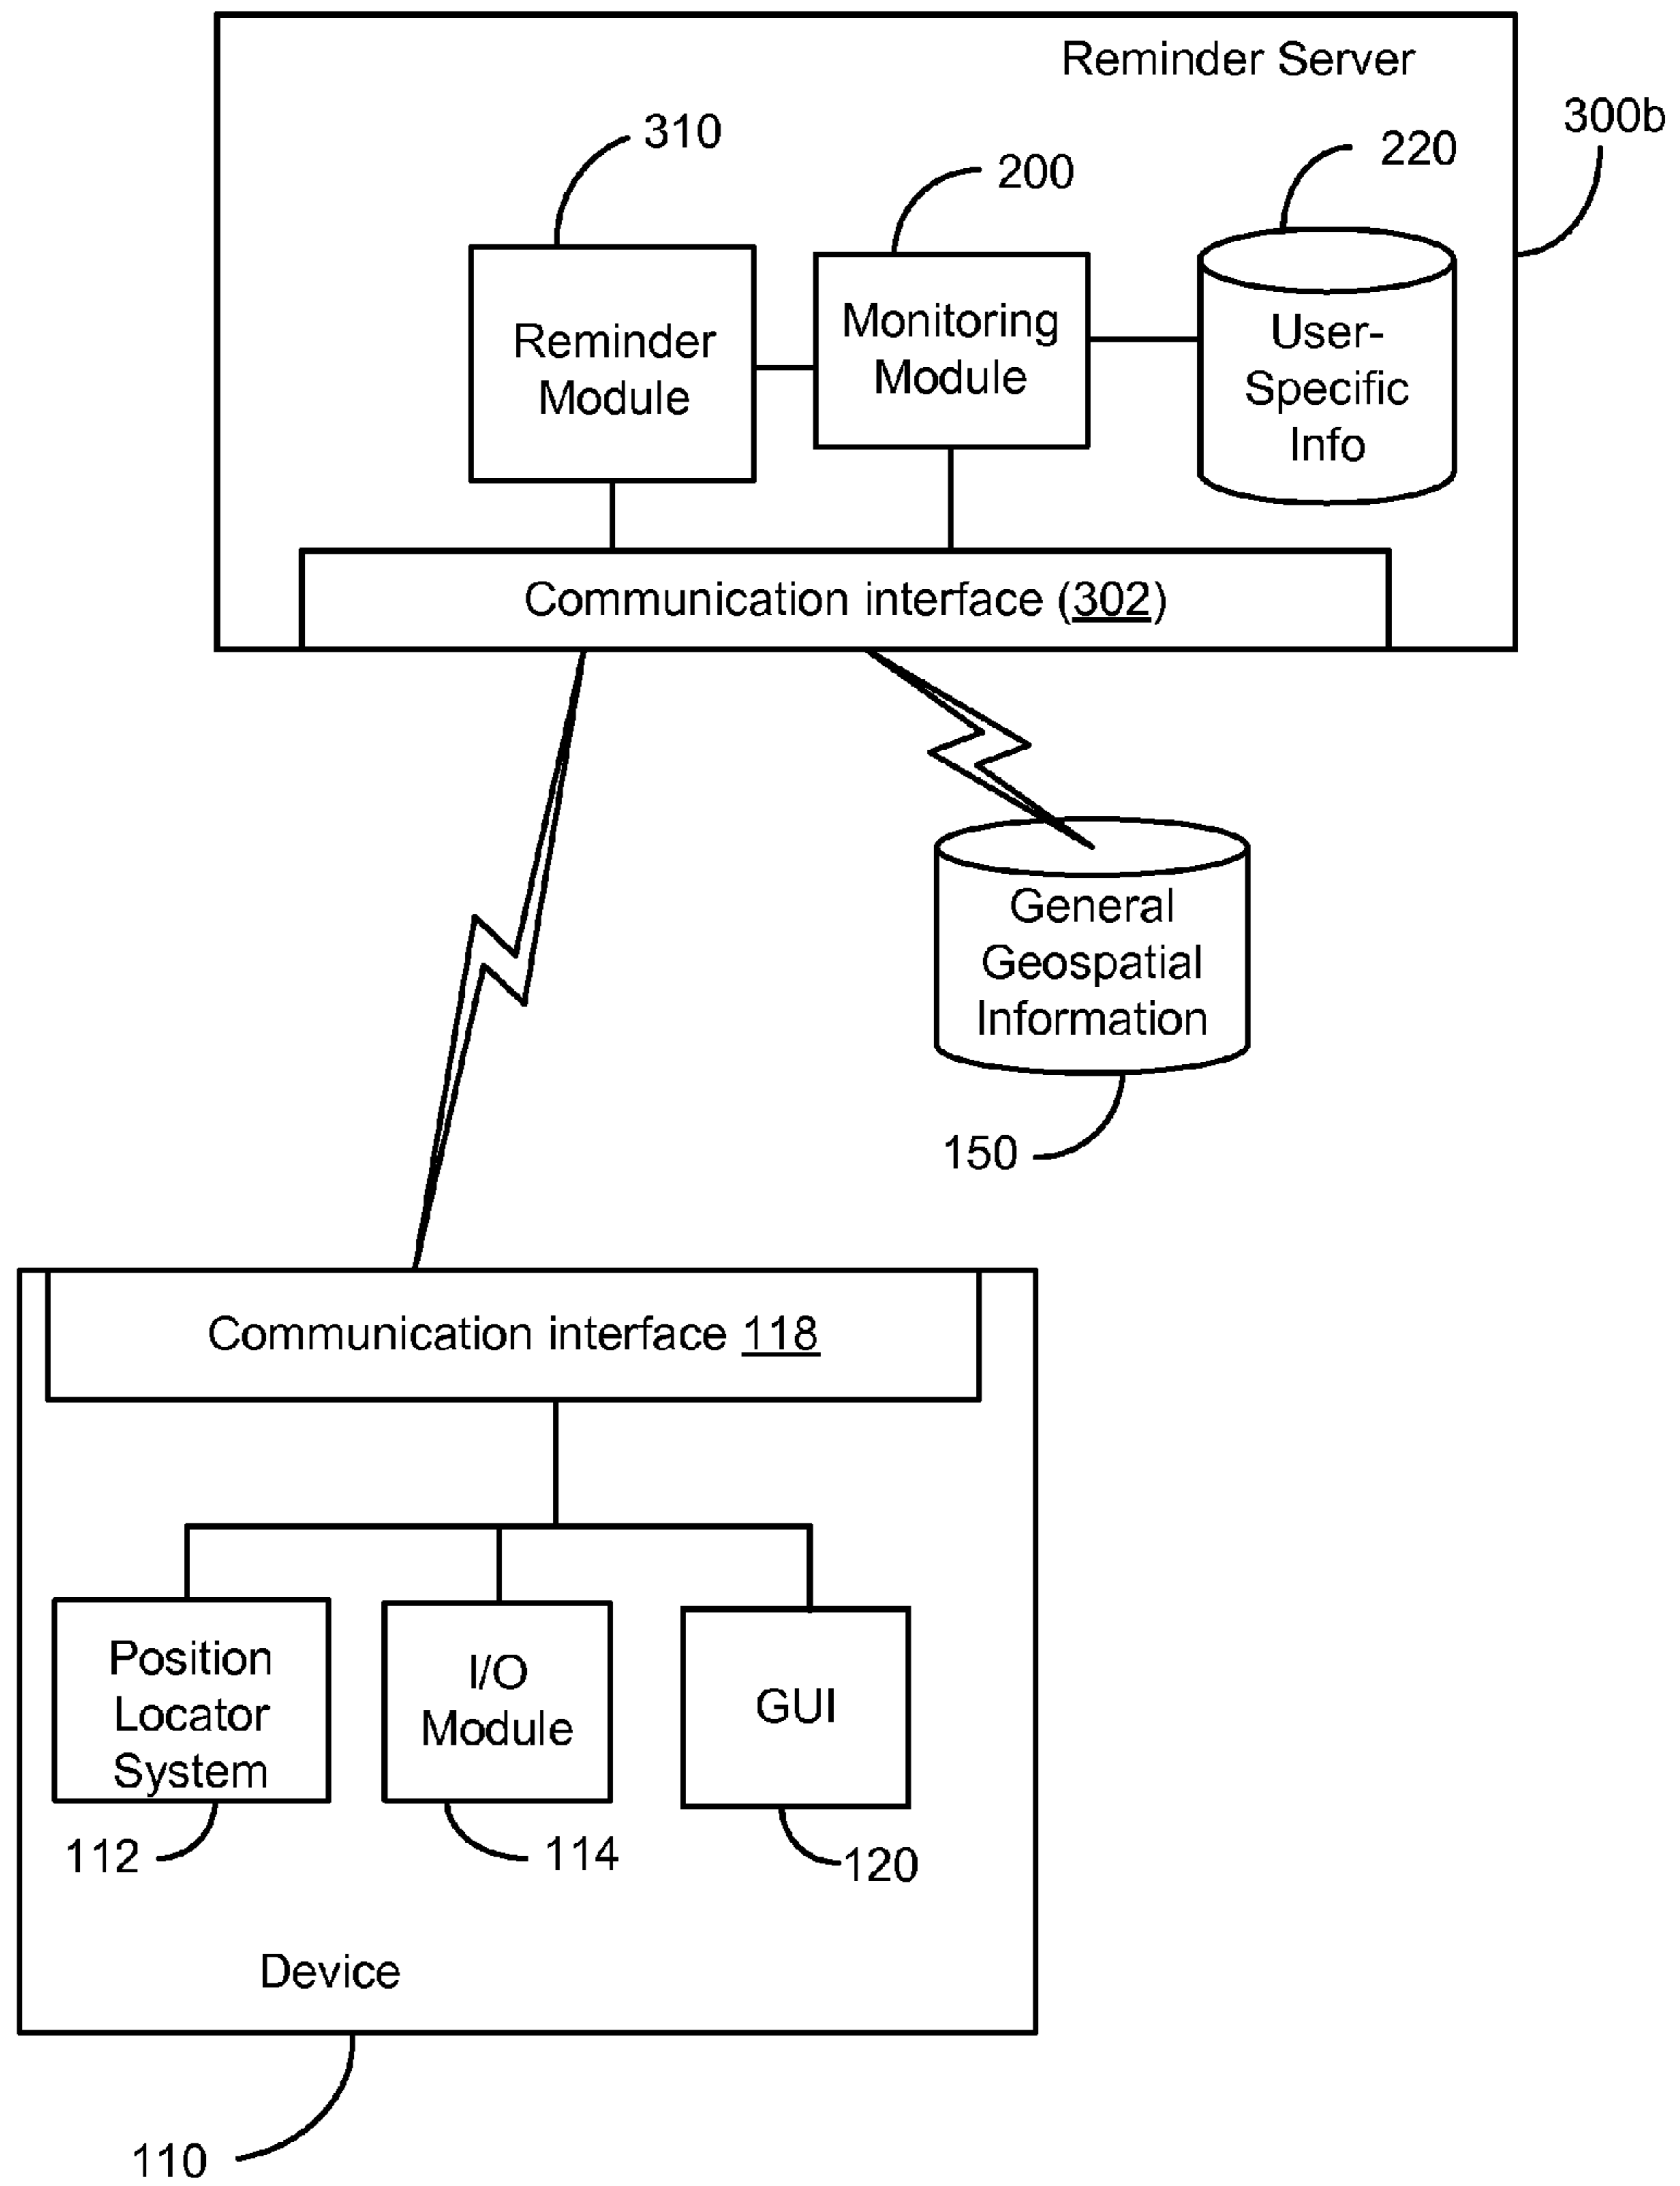 Reminder Server
300b
310
200
220
Reminder
Module
Monitoring
Module
User-
Specific
Info
Communication interface (302)
General
Geospatial
Information
150
Communication interface 118
Position
Locator
System
I/O
Module
GUI
112
114
120
Device
110